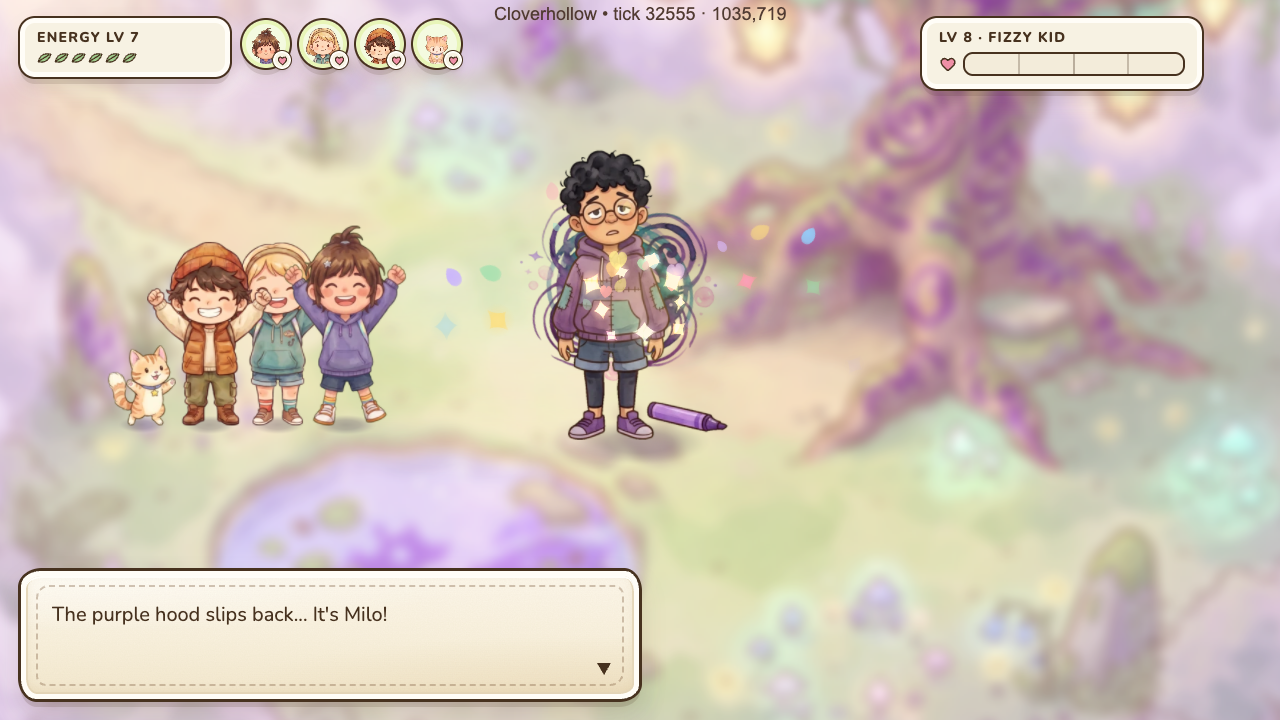 Cloverhollow • tick 32555 · 1035,719
ENERGY LV 7
LV 8 · FIZZY KID
The purple hood slips back... It's Milo!